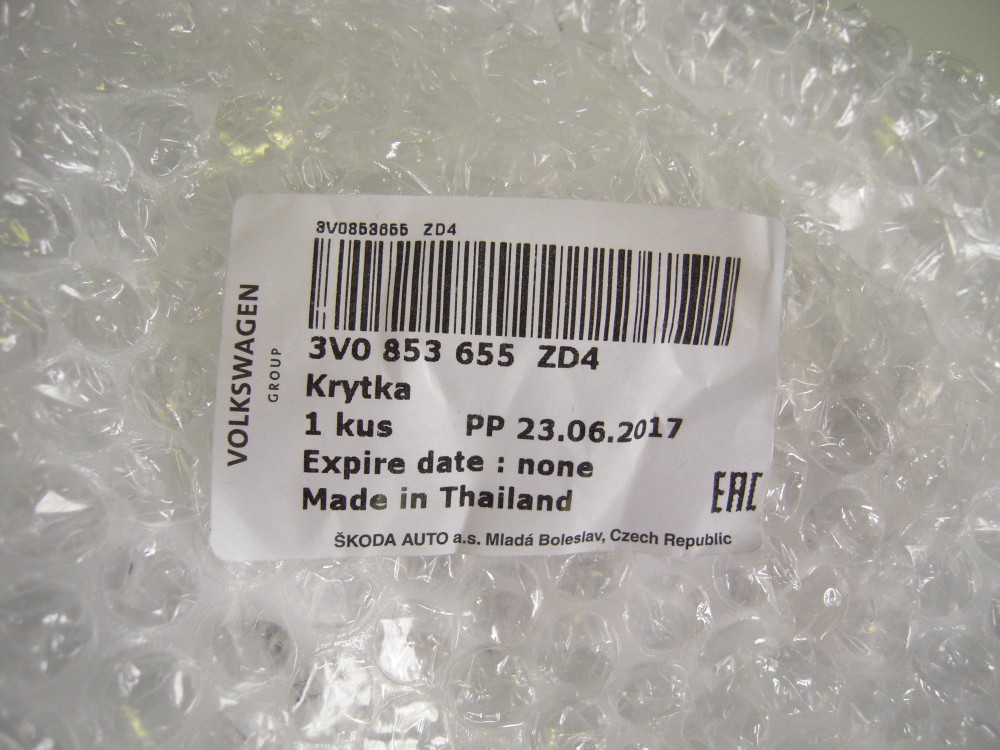 3V0853655 ZD4
3V0 853 655 ZD4
Krytka
1 kus PP 23.06.2017
Expire date : none
Made in Thailand
EAC
ŠKODA AUTO a.s. Mladá Boleslav, Czech Republic
VOLKSWAGEN
GROUP